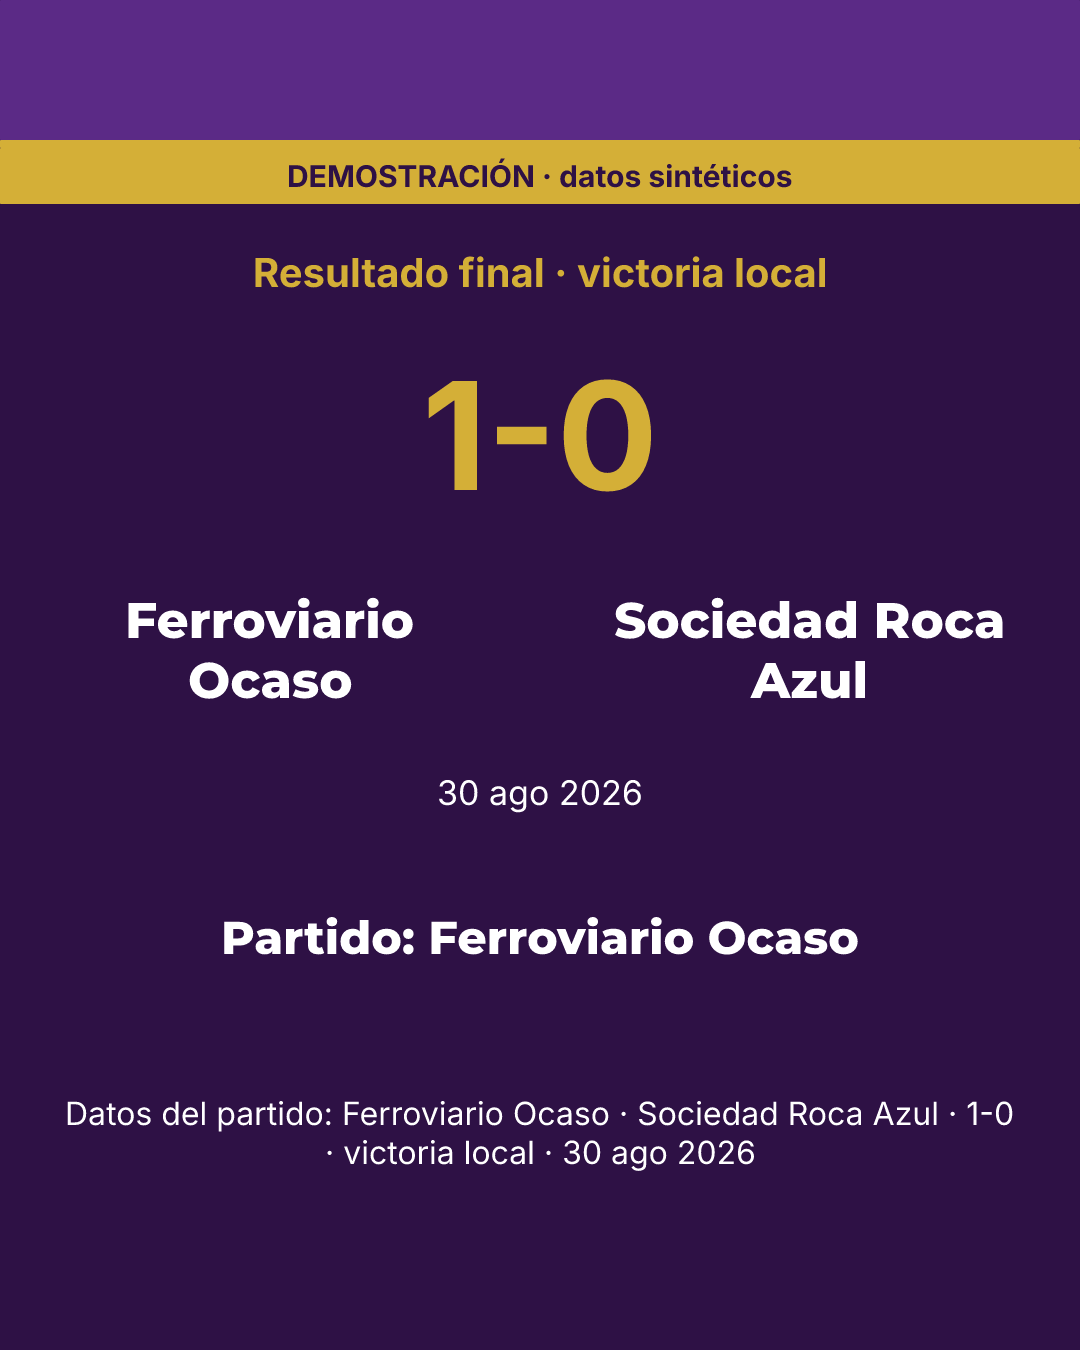 DEMOSTRACIÓN · datos sintéticos
Resultado final · victoria local
1-0
Ferroviario
Ocaso
Sociedad Roca
Azul
30 ago 2026
Partido: Ferroviario Ocaso
Datos del partido: Ferroviario Ocaso · Sociedad Roca Azul · 1-0
· victoria local · 30 ago 2026